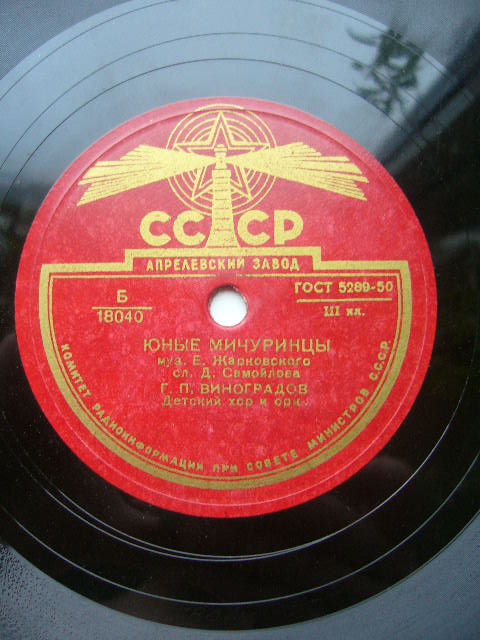 СССР
АПРЕЛЕВСКИЙ ЗАВОД
Б
18040
ГОСТ 5289-50
III кл.
ЮНЫЕ МИЧУРИНЦЫ
муз. Е. Жарковского
сл. Д. Самойлова
Г. П. ВИНОГРАДОВ
Детский хор и орк.
КОМИТЕТ РАДИОИНФОРМАЦИИ ПРИ СОВЕТЕ МИНИСТРОВ СССР